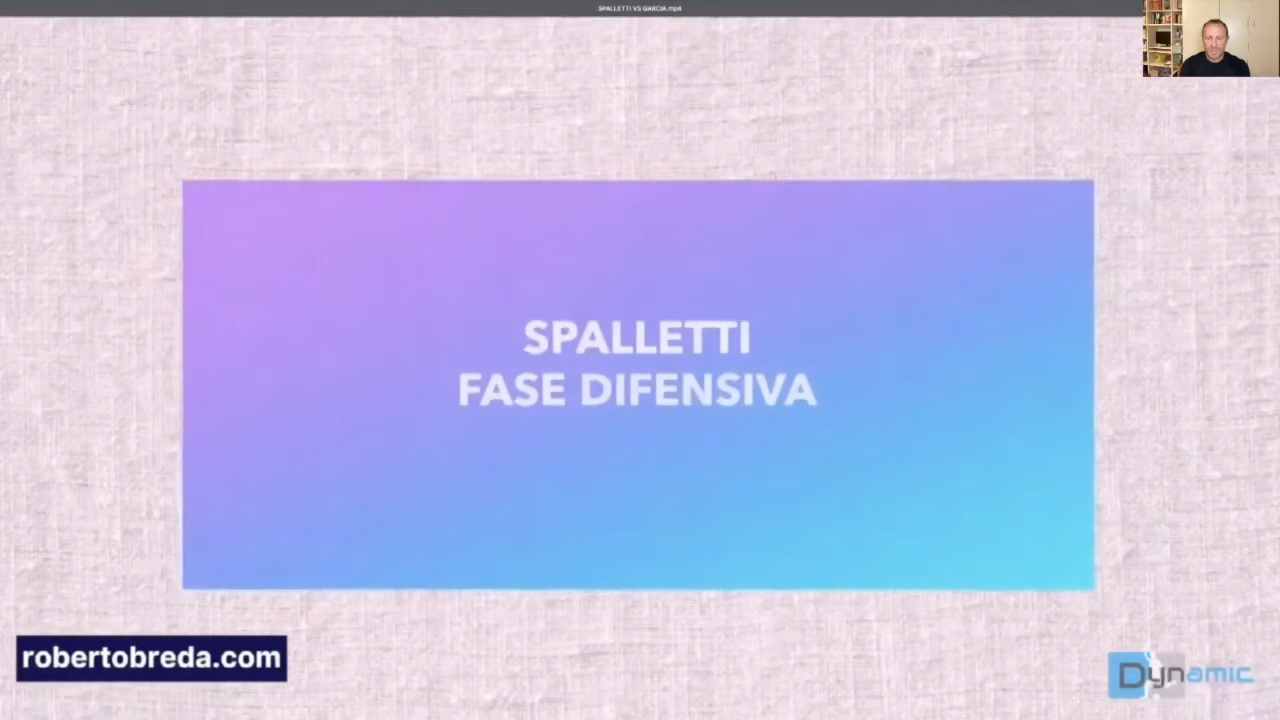 SPALLETTI VS GARCIA.mp4
SPALLETTI
FASE DIFENSIVA
robertobreda.com
Dynamic